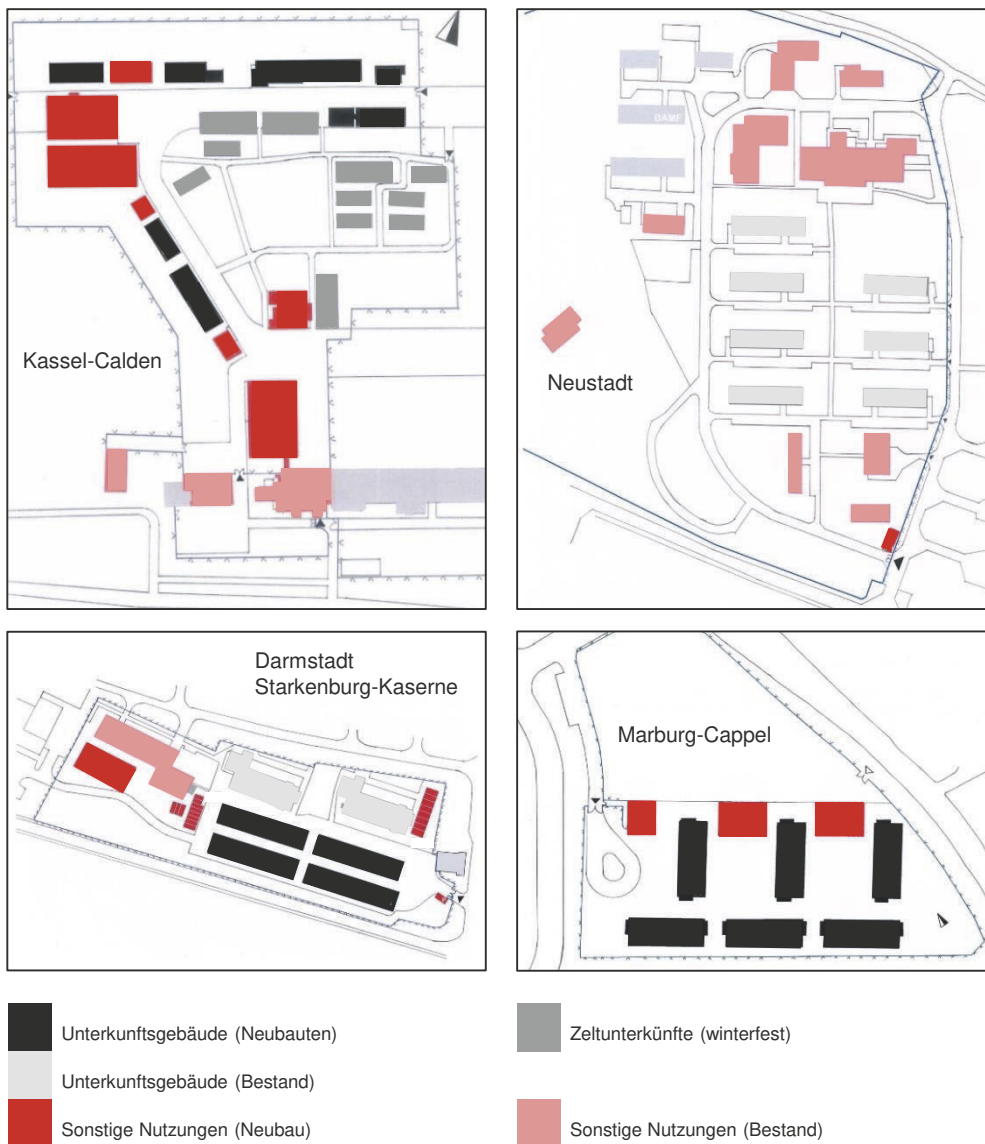 Kassel-Calden
DAMF
Neustadt
Darmstadt
Starkenburg-Kaserne
Marburg-Cappel
Unterkunftsgebäude (Neubauten)
Zeltunterkünfte (winterfest)
Unterkunftsgebäude (Bestand)
Sonstige Nutzungen (Neubau)
Sonstige Nutzungen (Bestand)